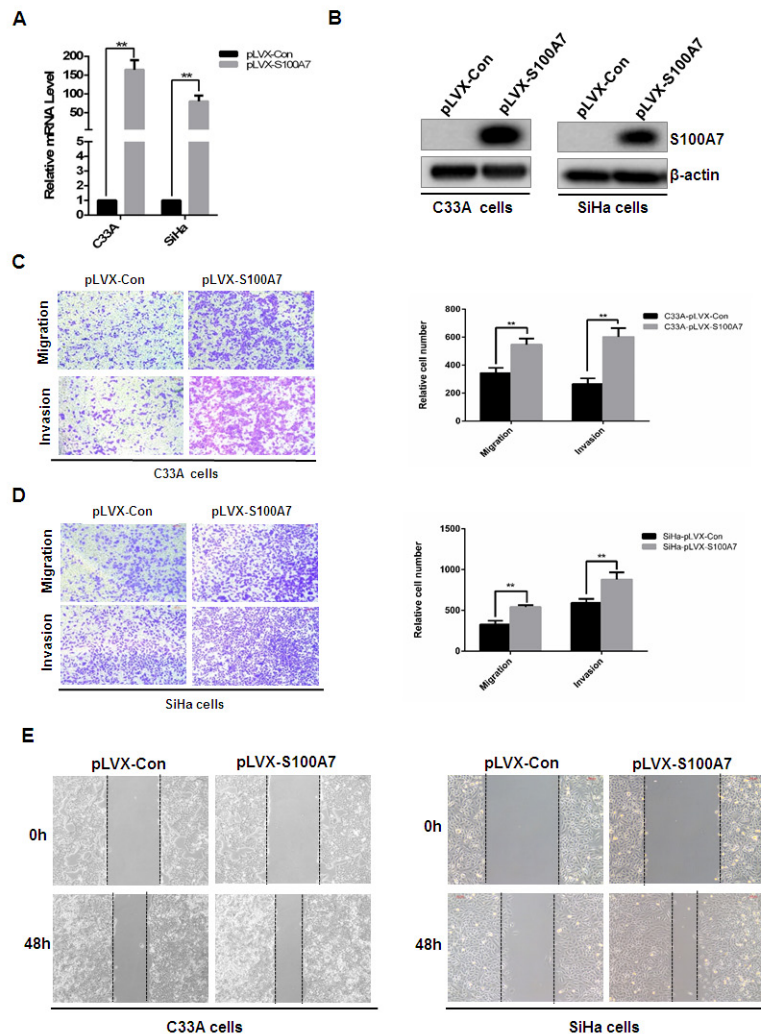 A
Relative mRNA Level
200
150
100
50
5
4
3
2
1
0
**
**
pLVX-Con
pLVX-S100A7
C33A
SiHa
B
pLVX-Con
pLVX-S100A7
pLVX-Con
pLVX-S100A7
S100A7
β-actin
C33A cells
SiHa cells
C
pLVX-Con
pLVX-S100A7
Migration
Invasion
C33A cells
Relative cell number
800
600
400
200
0
**
**
C33A-pLVX-Con
C33A-pLVX-S100A7
Migration
Invasion
D
pLVX-Con
pLVX-S100A7
Migration
Invasion
SiHa cells
Relative cell number
1500
1000
500
0
**
**
SiHa-pLVX-Con
SiHa-pLVX-S100A7
Migration
Invasion
E
pLVX-Con
pLVX-S100A7
pLVX-Con
pLVX-S100A7
0h
0h
48h
48h
C33A cells
SiHa cells